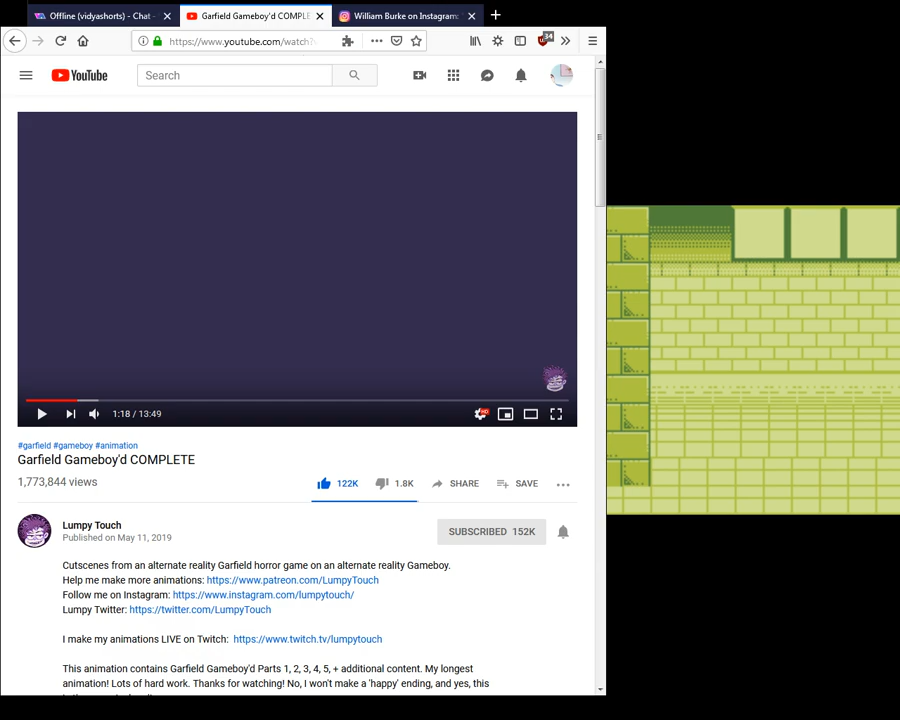 Offline (vidyashorts) - Chat -
Garfield Gameboy'd COMPLE
William Burke on Instagram:
https://www.youtube.com/watch?
34
YouTube
Search
HD
1:18 / 13:49
#garfield #gameboy #animation
Garfield Gameboy'd COMPLETE
1,773,844 views
122K
1.8K
SHARE
SAVE
Lumpy Touch
Published on May 11, 2019
SUBSCRIBED 152K
Cutscenes from an alternate reality Garfield horror game on an alternate reality Gameboy.
Help me make more animations: https://www.patreon.com/LumpyTouch
Follow me on Instagram: https://www.instagram.com/lumpytouch/
Lumpy Twitter: https://twitter.com/LumpyTouch
I make my animations LIVE on Twitch: https://www.twitch.tv/lumpytouch
This animation contains Garfield Gameboy'd Parts 1, 2, 3, 4, 5, + additional content. My longest
animation! Lots of hard work. Thanks for watching! No, I won't make a 'happy' ending, and yes, this